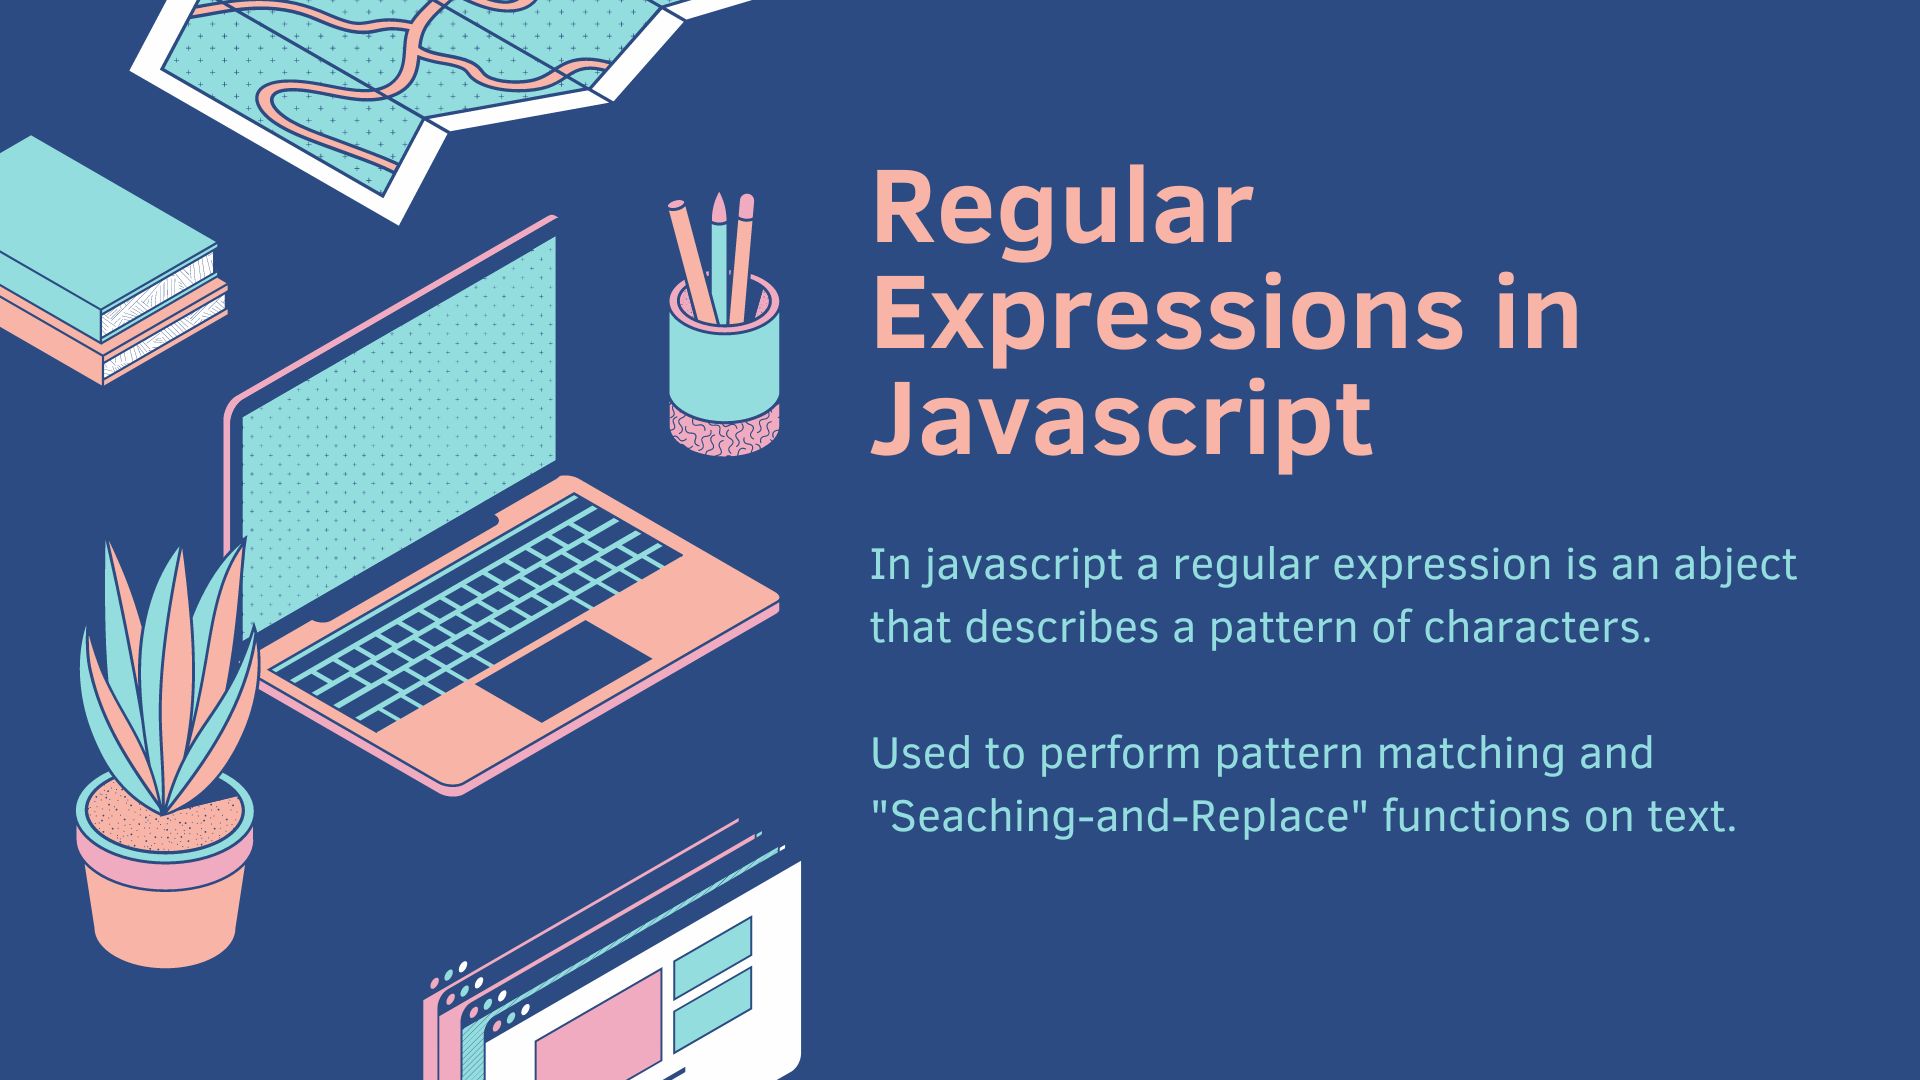 Regular
Expressions in
Javascript
In javascript a regular expression is an abject
that describes a pattern of characters.
Used to perform pattern matching and
"Seaching-and-Replace" functions on text.